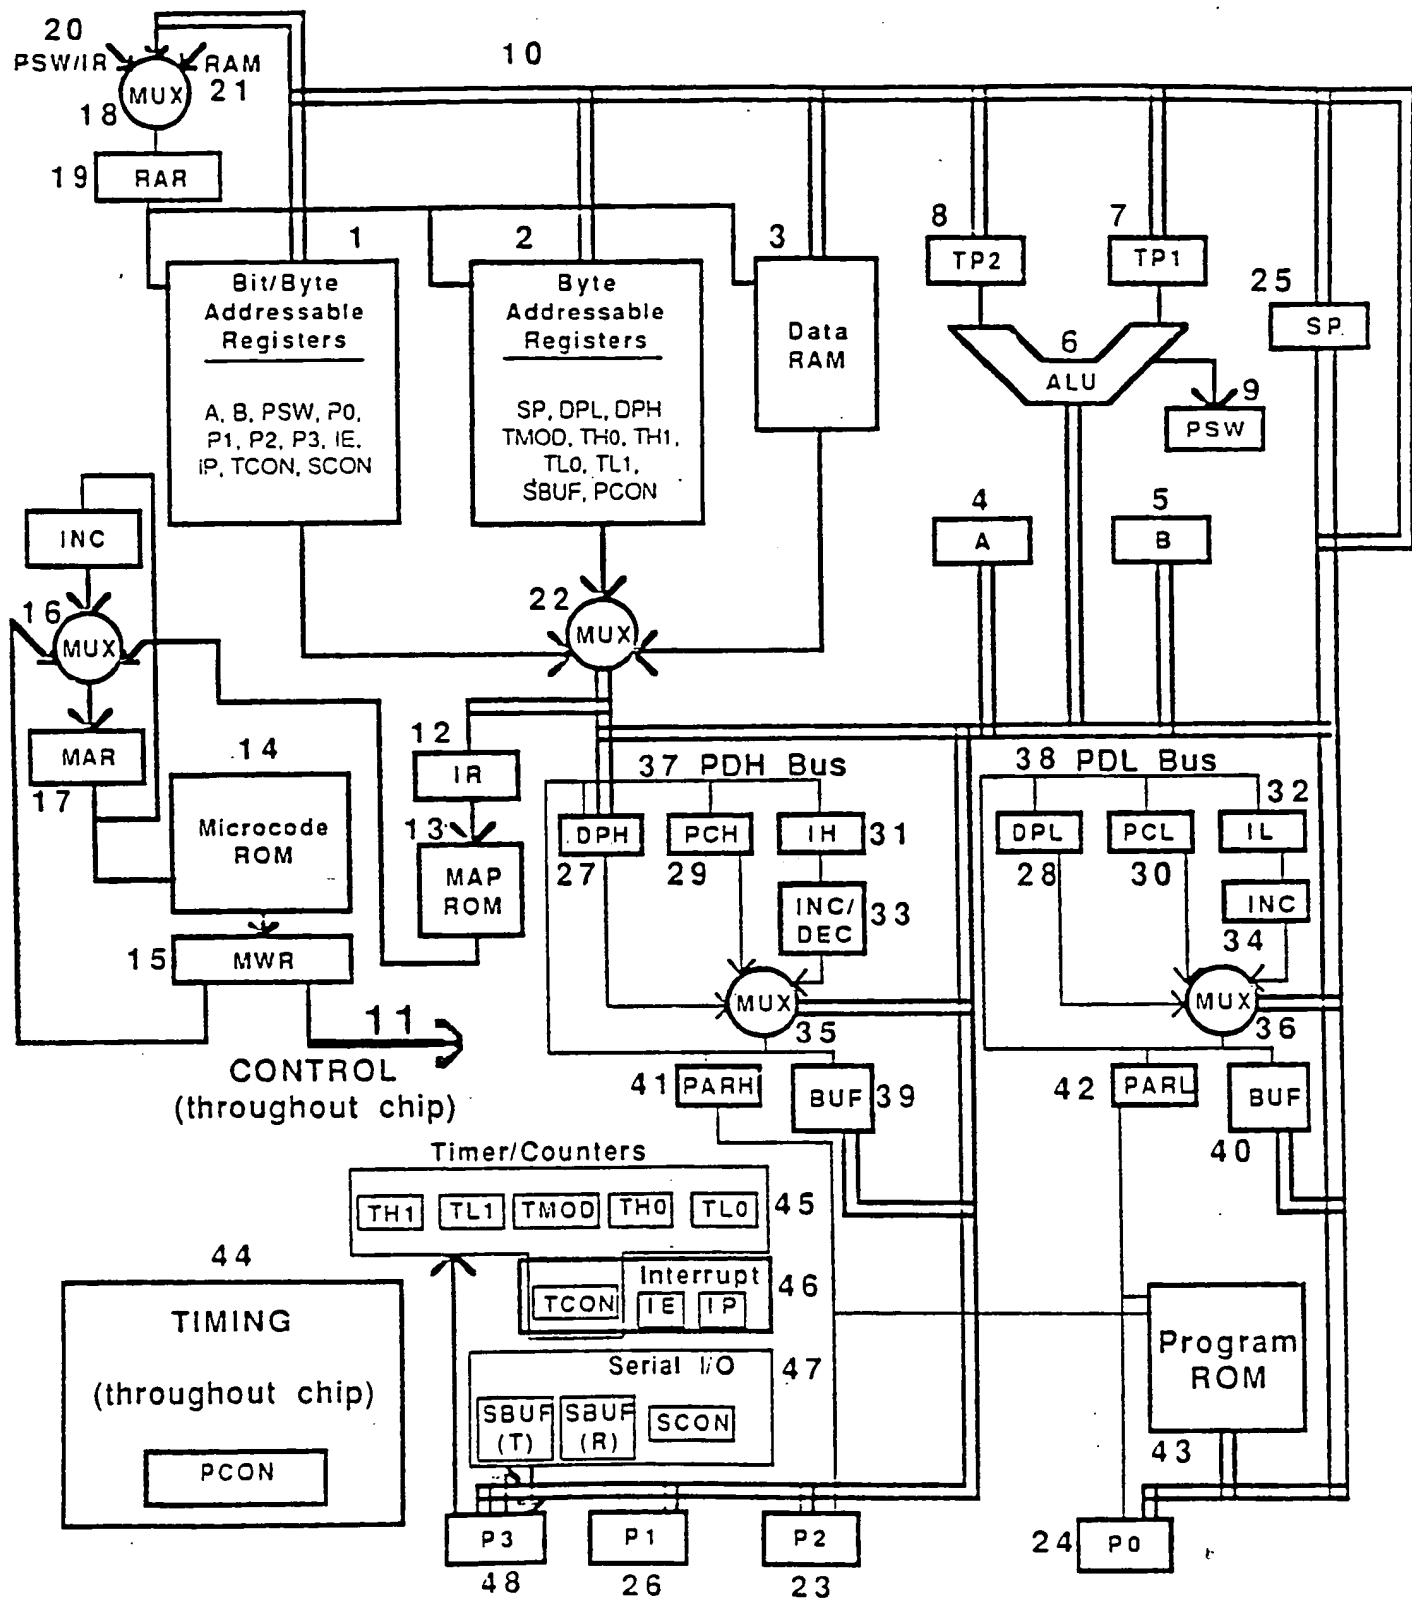 20
PSW/IR
RAM
21
MUX
18
19
RAR
10
1
Bit/Byte
Addressable
Registers
A, B, PSW, P0,
P1, P2, P3, IE,
IP, TCON, SCON
2
Byte
Addressable
Registers
SP, DPL, DPH
TMOD, TH0, TH1,
TL0, TL1,
SBUF, PCON
3
Data
RAM
8
TP2
7
TP1
25
SP
6
ALU
9
PSW
4
A
5
B
INC
16
MUX
MAR
17
22
MUX
14
Microcode
ROM
15
MWR
12
IR
13
MAP
ROM
11
CONTROL
(throughout chip)
37 PDH Bus
DPH
27
PCH
29
IH
31
INC/
DEC
33
MUX
35
41
PARH
BUF
39
38 PDL Bus
32
DPL
28
PCL
30
IL
INC
34
MUX
36
42
PARL
BUF
40
Timer/Counters
TH1
TL1
TMOD
TH0
TL0
45
Interrupt
TCON
IE
IP
46
Serial I/O
47
SBUF
(T)
SBUF
(R)
SCON
44
TIMING
(throughout chip)
PCON
Program
ROM
43
P3
48
P1
26
P2
23
24
P0